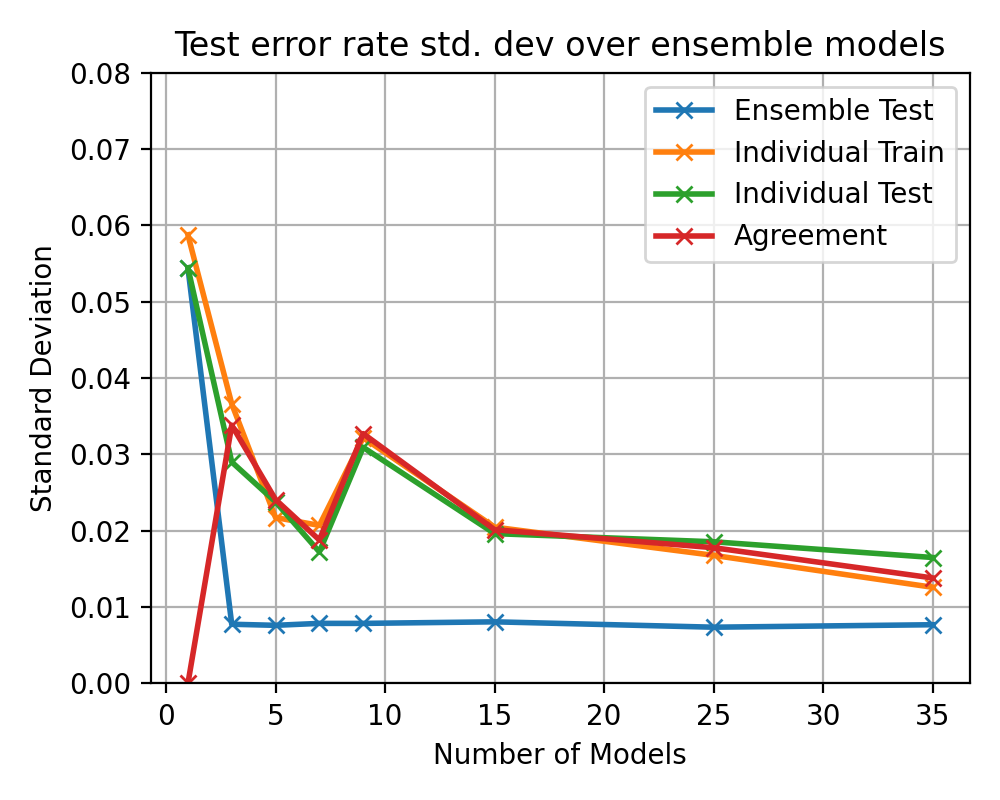 Test error rate std. dev over ensemble models
0.08
0.07
0.06
0.05
0.04
0.03
0.02
0.01
0.00
Standard Deviation
Ensemble Test
Individual Train
Individual Test
Agreement
0 5 10 15 20 25 30 35
Number of Models